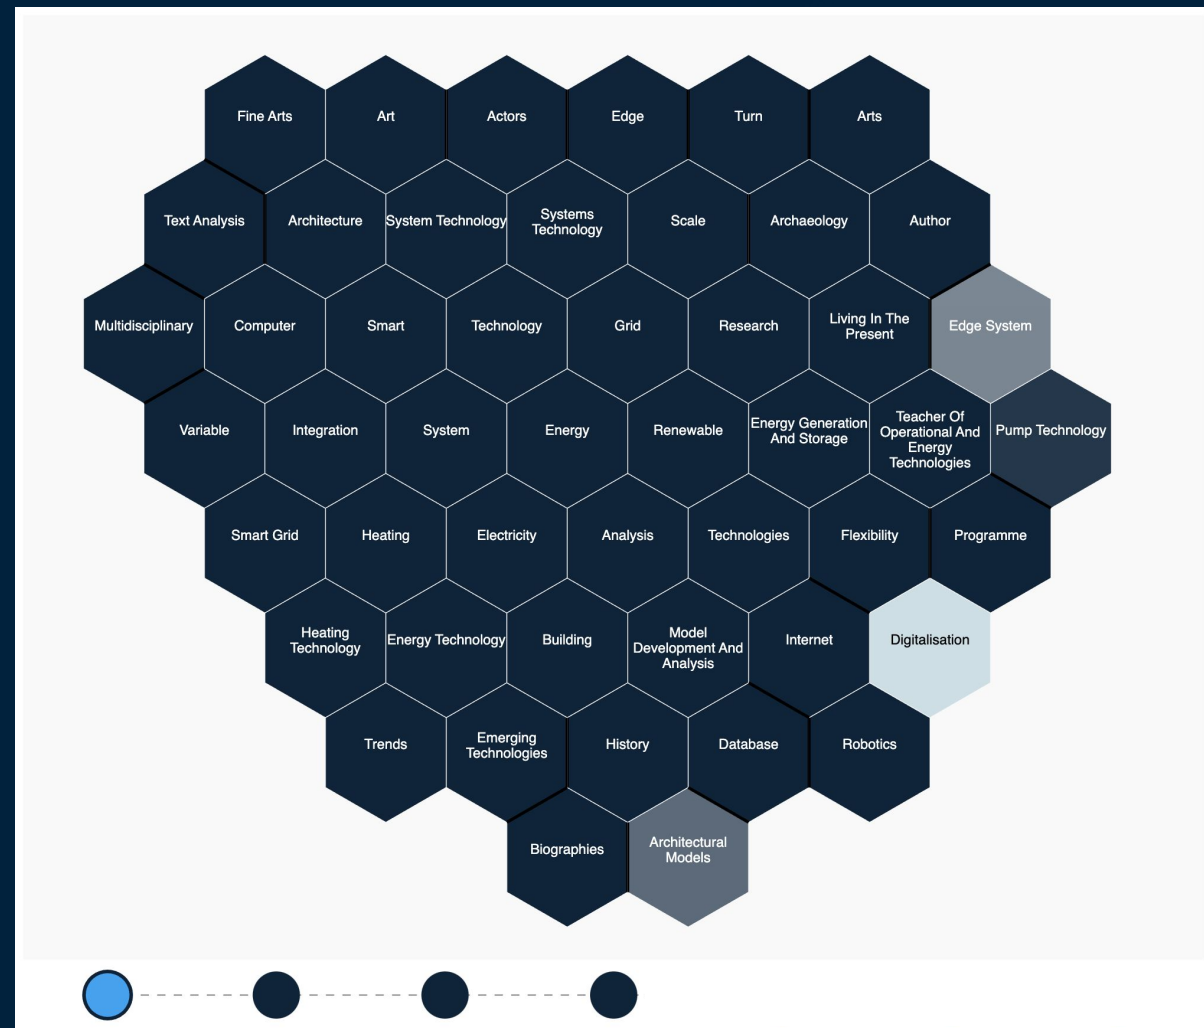 Fine Arts
Art
Actors
Edge
Turn
Arts
Text Analysis
Architecture
System Technology
Systems
Technology
Scale
Archaeology
Author
Multidisciplinary
Computer
Smart
Technology
Grid
Research
Living In The
Present
Edge System
Variable
Integration
System
Energy
Renewable
Energy Generation
And Storage
Teacher Of
Operational And
Energy
Technologies
Pump Technology
Smart Grid
Heating
Electricity
Analysis
Technologies
Flexibility
Programme
Heating
Technology
Energy Technology
Building
Model
Development And
Analysis
Internet
Digitalisation
Trends
Emerging
Technologies
History
Database
Robotics
Biographies
Architectural
Models